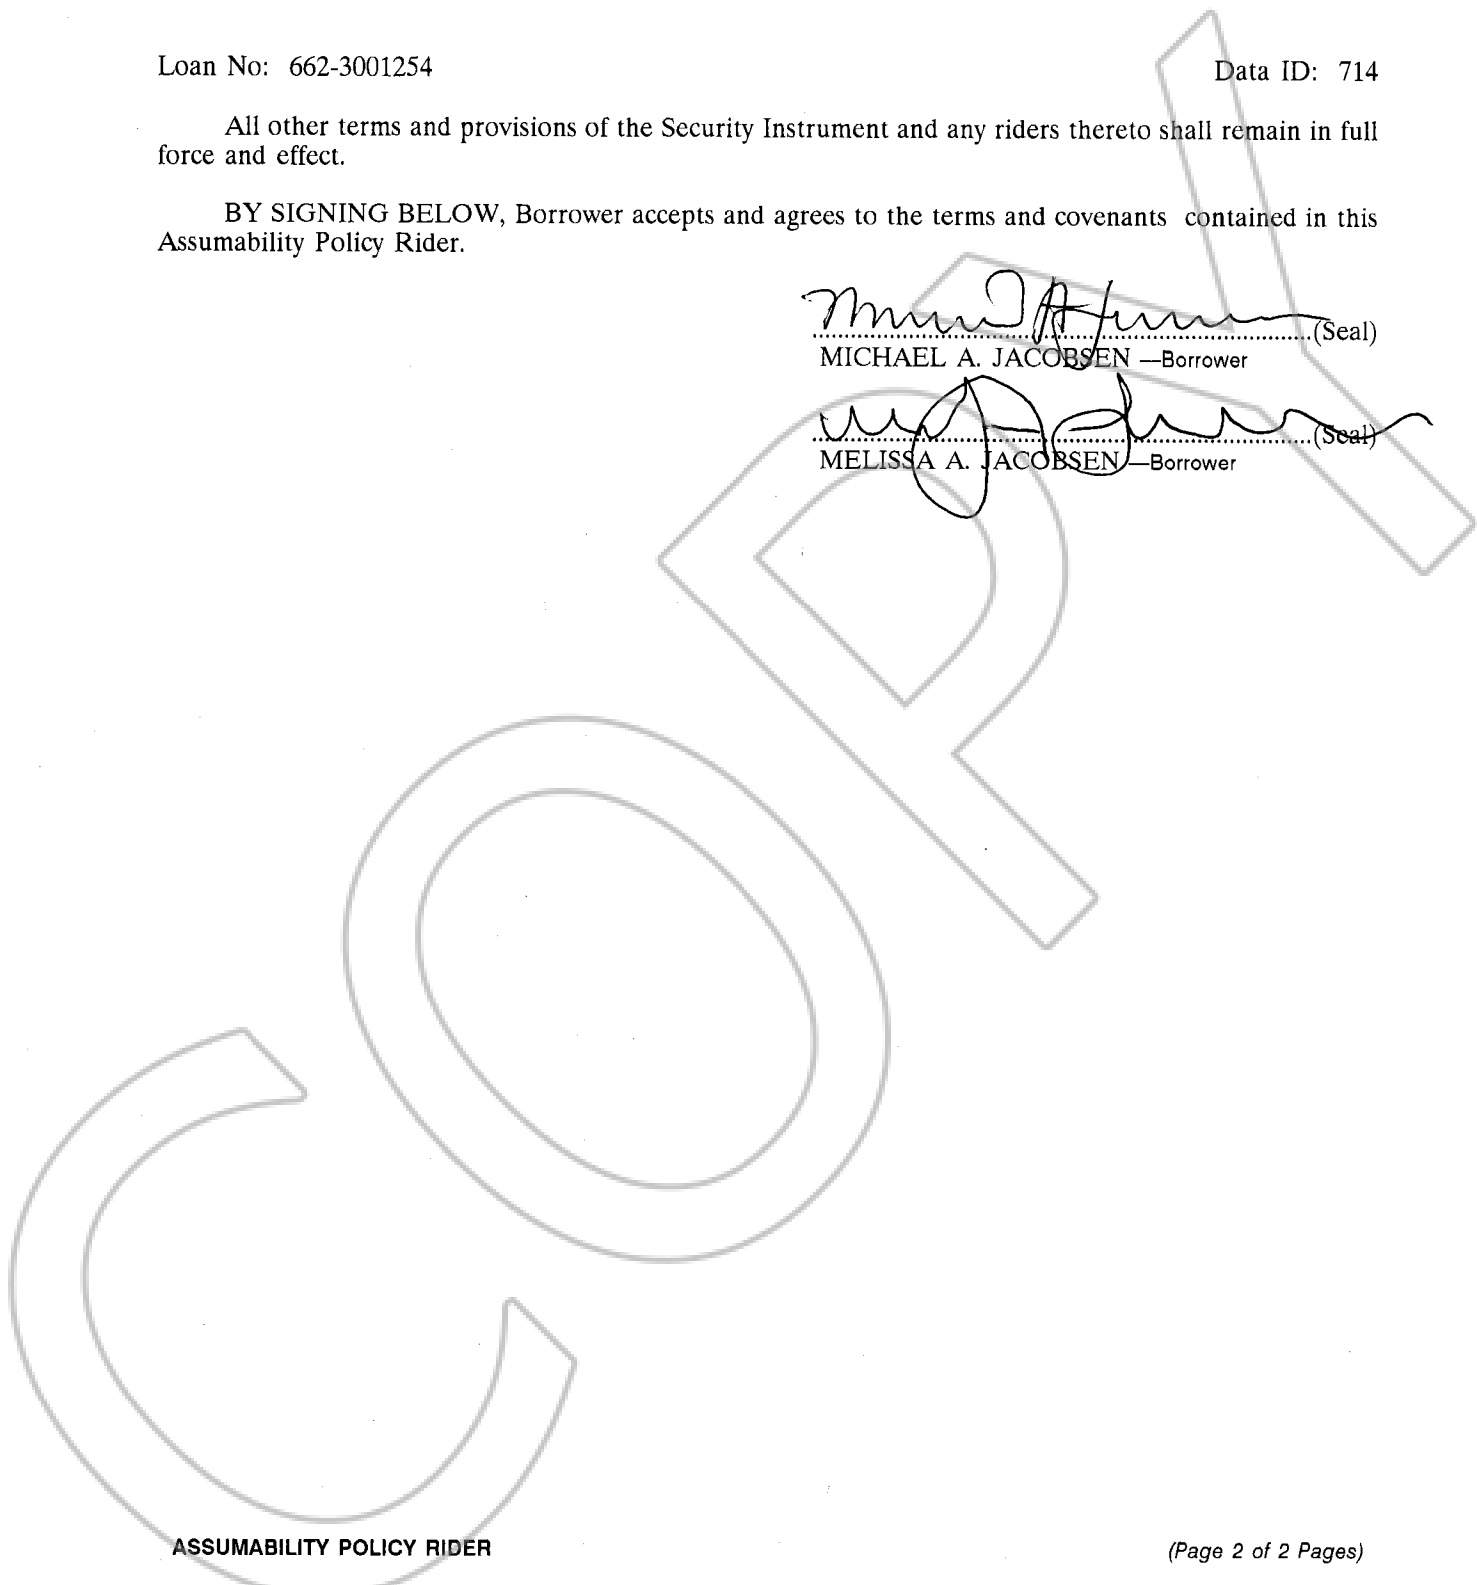 Loan No: 662-3001254 Data ID: 714
All other terms and provisions of the Security Instrument and any riders thereto shall remain in full
force and effect.
BY SIGNING BELOW, Borrower accepts and agrees to the terms and covenants contained in this
Assumability Policy Rider.
(Seal)
MICHAEL A. JACOBSEN —Borrower
(Seal)
MELISSA A. JACOBSEN —Borrower
COPY
ASSUMABILITY POLICY RIDER (Page 2 of 2 Pages)